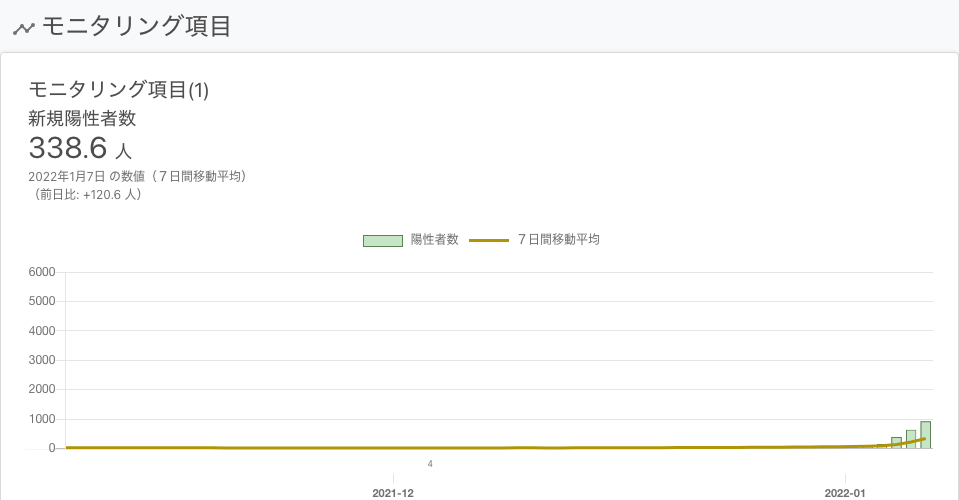 モニタリング項目
モニタリング項目(1)
新規陽性者数
338.6 人
2022年1月7日 の数値（７日間移動平均）
（前日比: +120.6 人）
陽性者数 ７日間移動平均
6000
5000
4000
3000
2000
1000
0
4
2021-12 2022-01